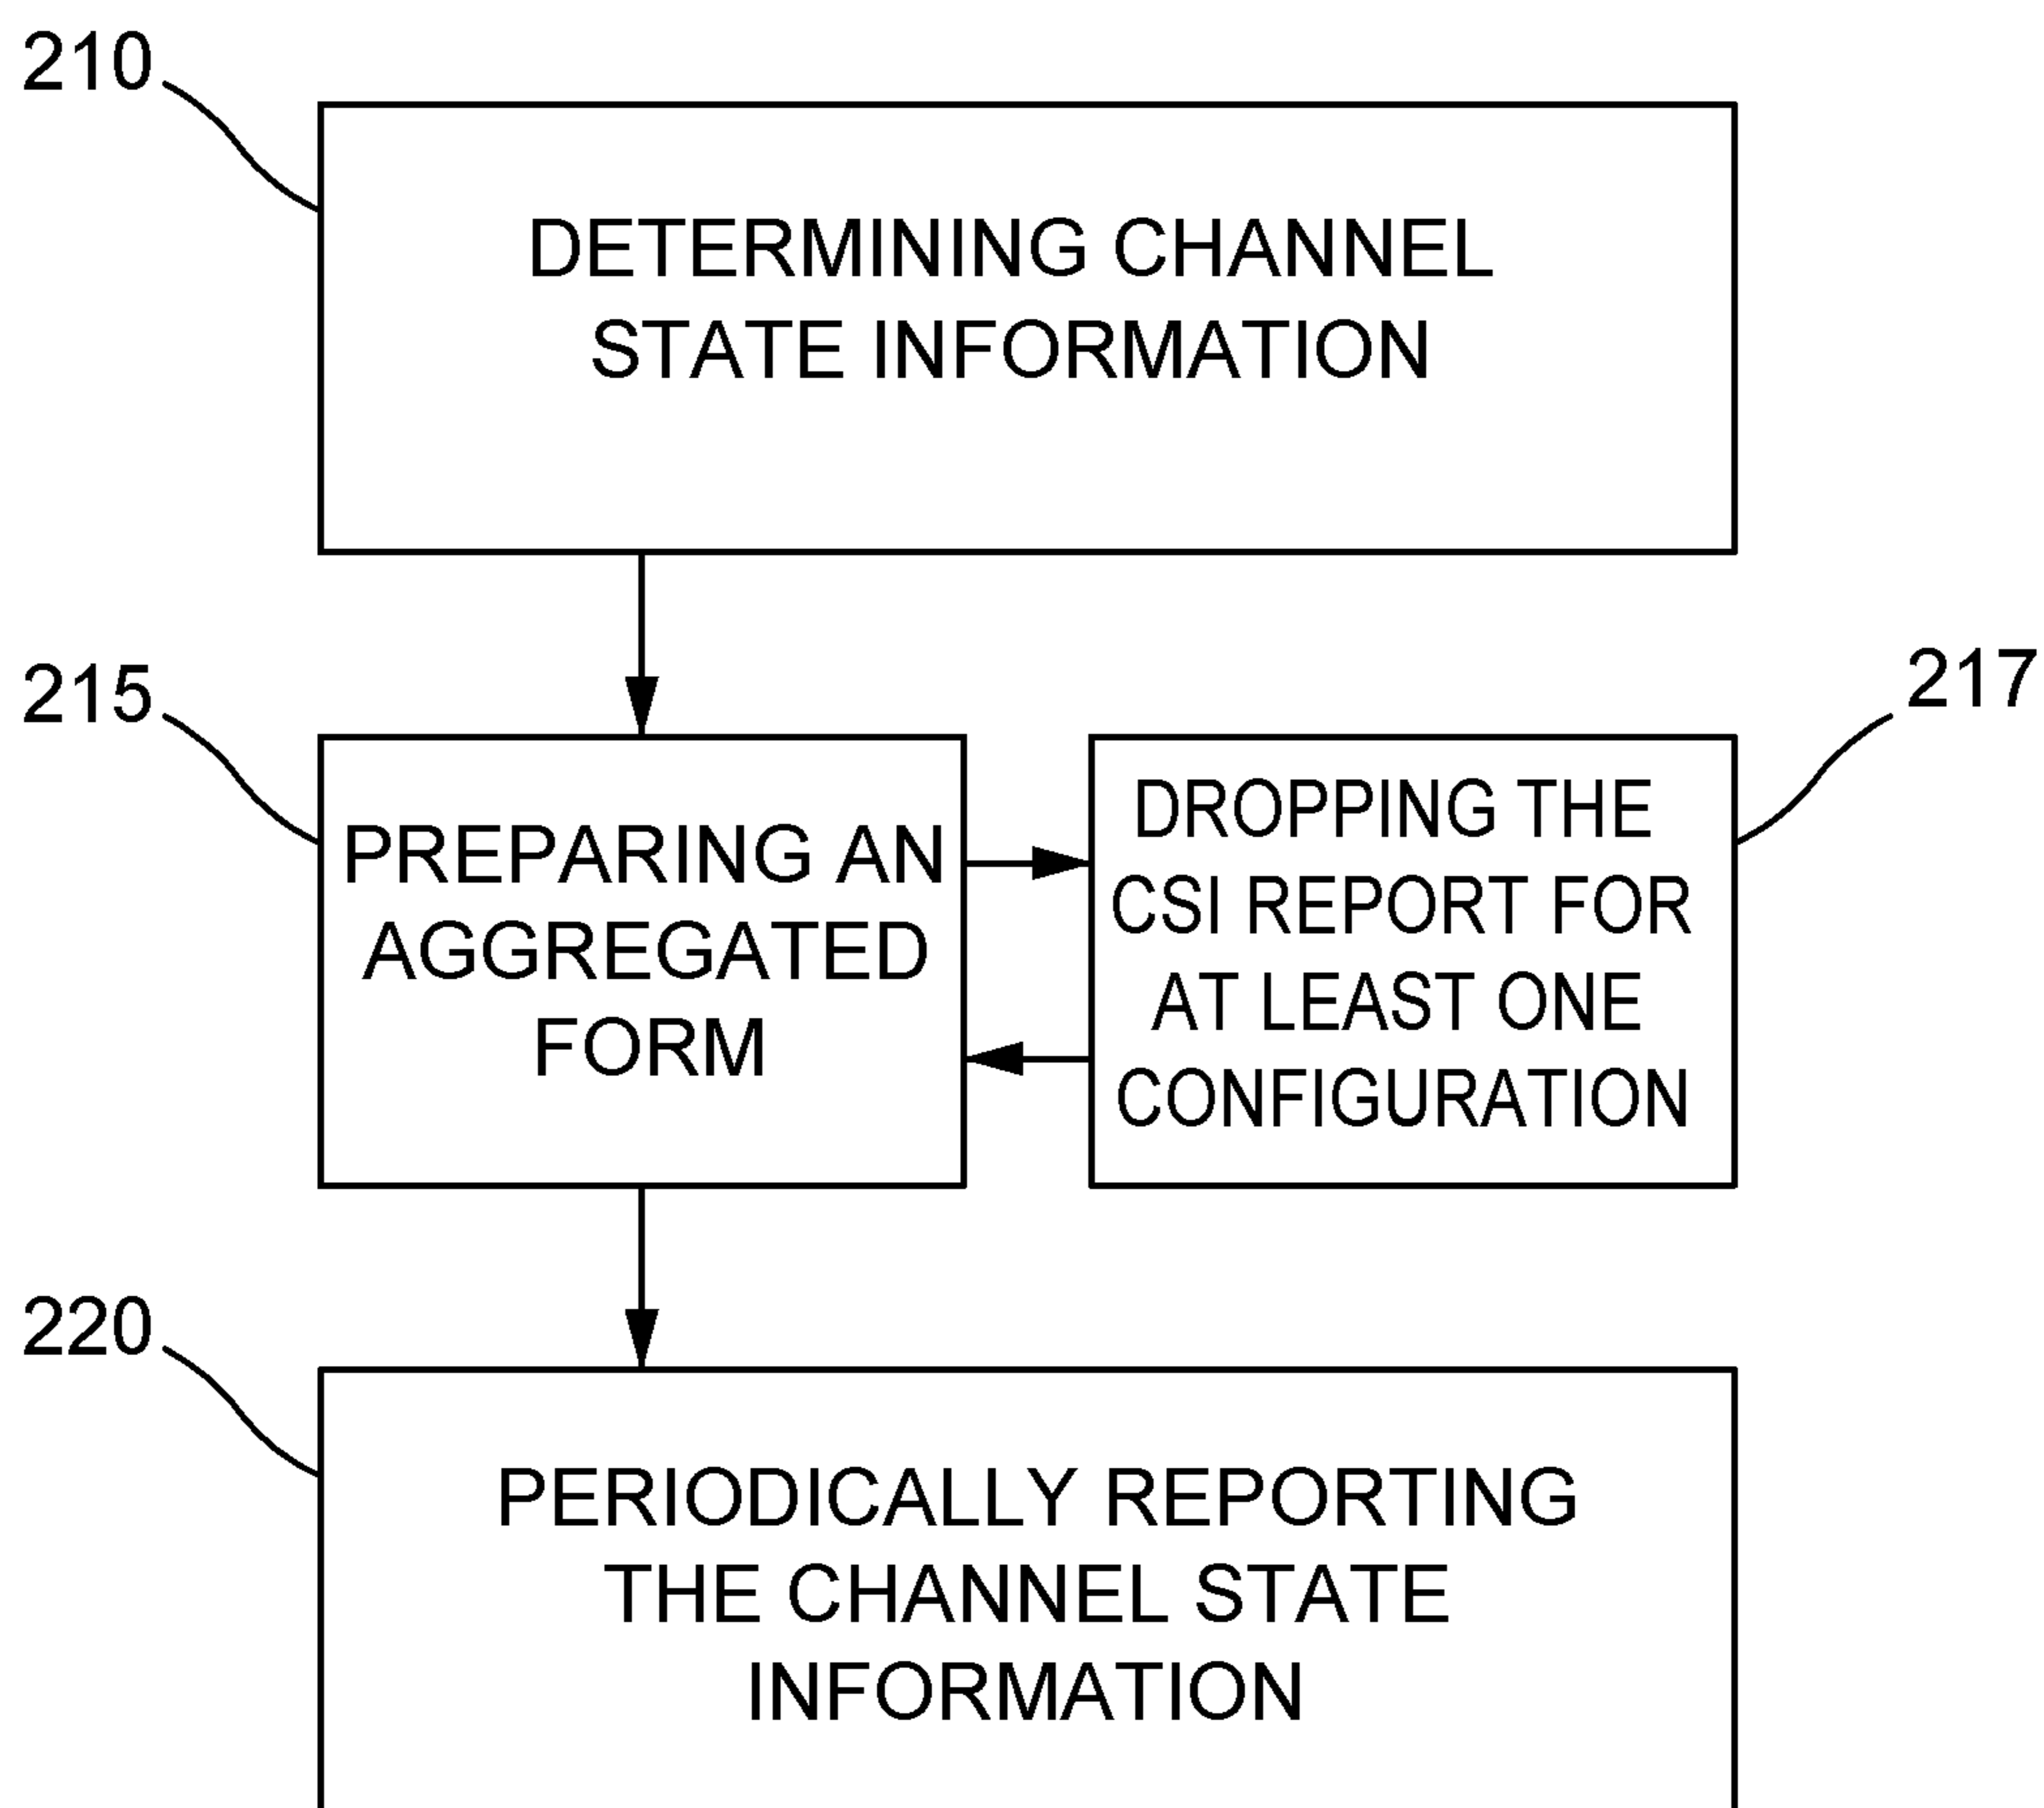 210
DETERMINING CHANNEL
STATE INFORMATION
215
PREPARING AN
AGGREGATED
FORM
217
DROPPING THE
CSI REPORT FOR
AT LEAST ONE
CONFIGURATION
220
PERIODICALLY REPORTING
THE CHANNEL STATE
INFORMATION